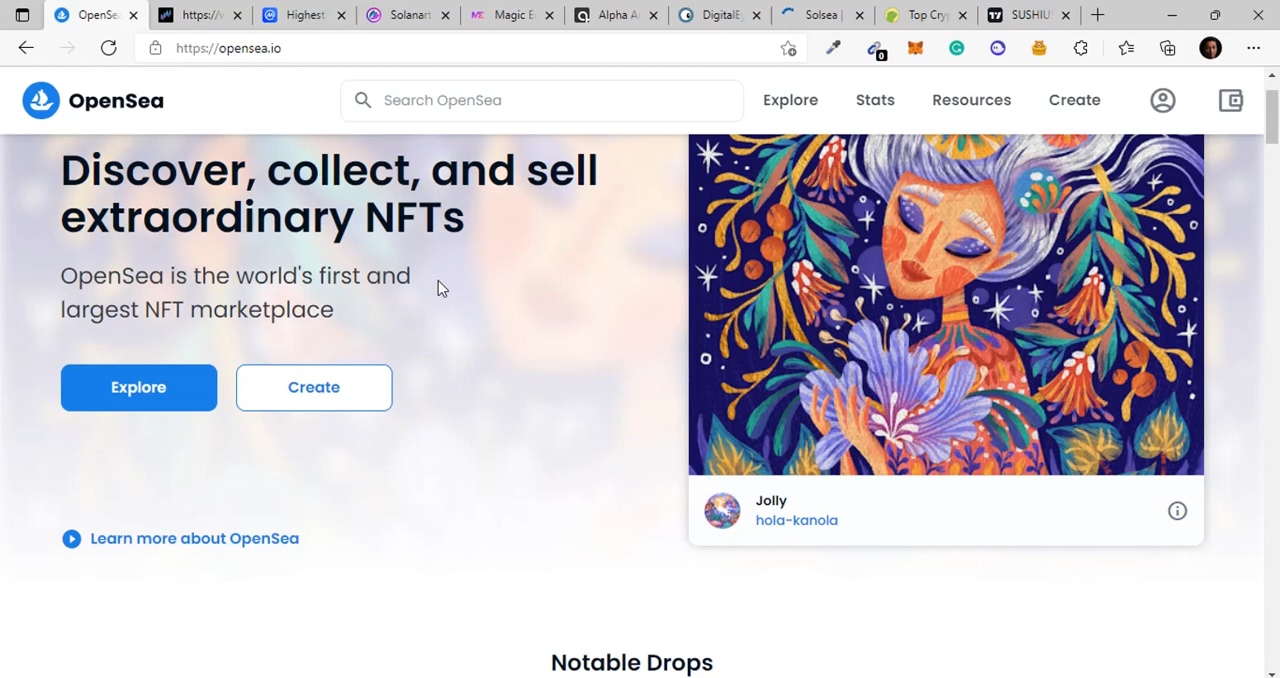 OpenSea
https://w
Highest
Solanart
Magic E
Alpha A
DigitalE
Solsea |
Top Cry
SUSHIUS
https://opensea.io
0
OpenSea
Search OpenSea
Explore
Stats
Resources
Create
Discover, collect, and sell
extraordinary NFTs
OpenSea is the world's first and
largest NFT marketplace
Explore
Create
Learn more about OpenSea
Jolly
hola-kanola
Notable Drops